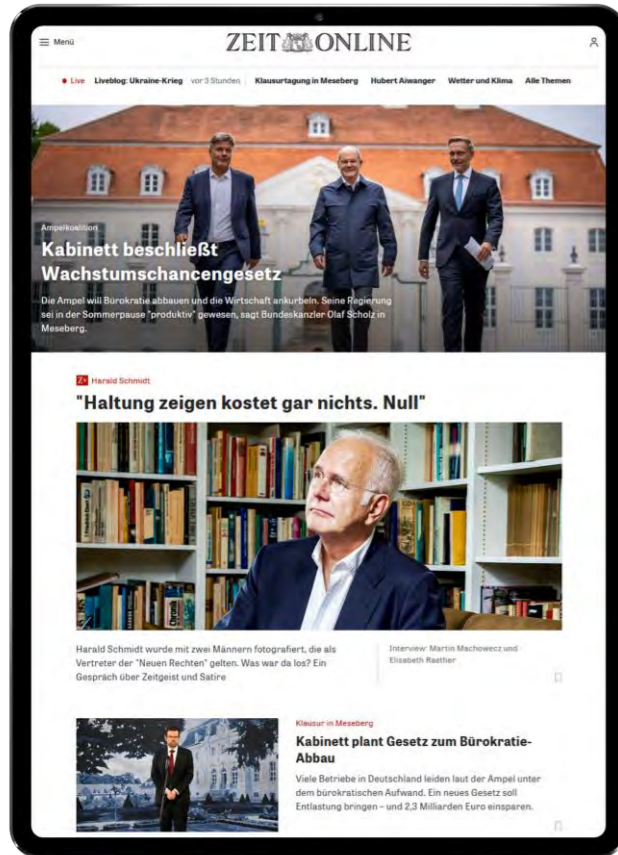 Menü
ZEIT ONLINE
Live Liveblog: Ukraine-Krieg vor 3 Stunden Klausurtagung in Meseberg Hubert Aiwanger Wetter und Klima Alle Themen
Ampelkoalition
Kabinett beschließt
Wachstumschancengesetz
Die Ampel will Bürokratie abbauen und die Wirtschaft ankurbeln. Seine Regierung
sei in der Sommerpause "produktiv" gewesen, sagt Bundeskanzler Olaf Scholz in
Meseberg.
Z+ Harald Schmidt
"Haltung zeigen kostet gar nichts. Null"
Harald Schmidt wurde mit zwei Männern fotografiert, die als
Vertreter der "Neuen Rechten" gelten. Was war da los? Ein
Gespräch über Zeitgeist und Satire
Interview: Martin Machowecz und
Elisabeth Raether
Klausur in Meseberg
Kabinett plant Gesetz zum Bürokratie-
Abbau
Viele Betriebe in Deutschland leiden laut der Ampel unter
dem bürokratischen Aufwand. Ein neues Gesetz soll
Entlastung bringen – und 2,3 Milliarden Euro einsparen.